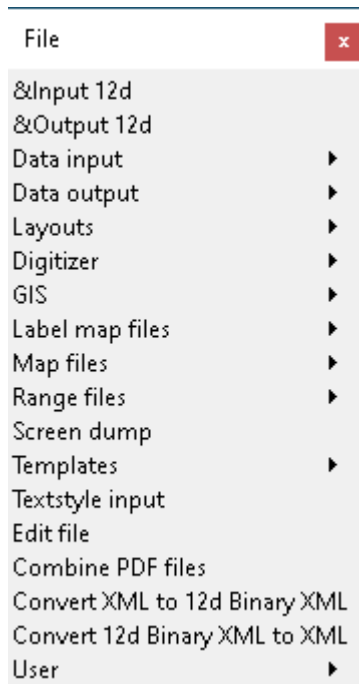 File
x
&Input 12d
&Output 12d
Data input
Data output
Layouts
Digitizer
GIS
Label map files
Map files
Range files
Screen dump
Templates
Textstyle input
Edit file
Combine PDF files
Convert XML to 12d Binary XML
Convert 12d Binary XML to XML
User